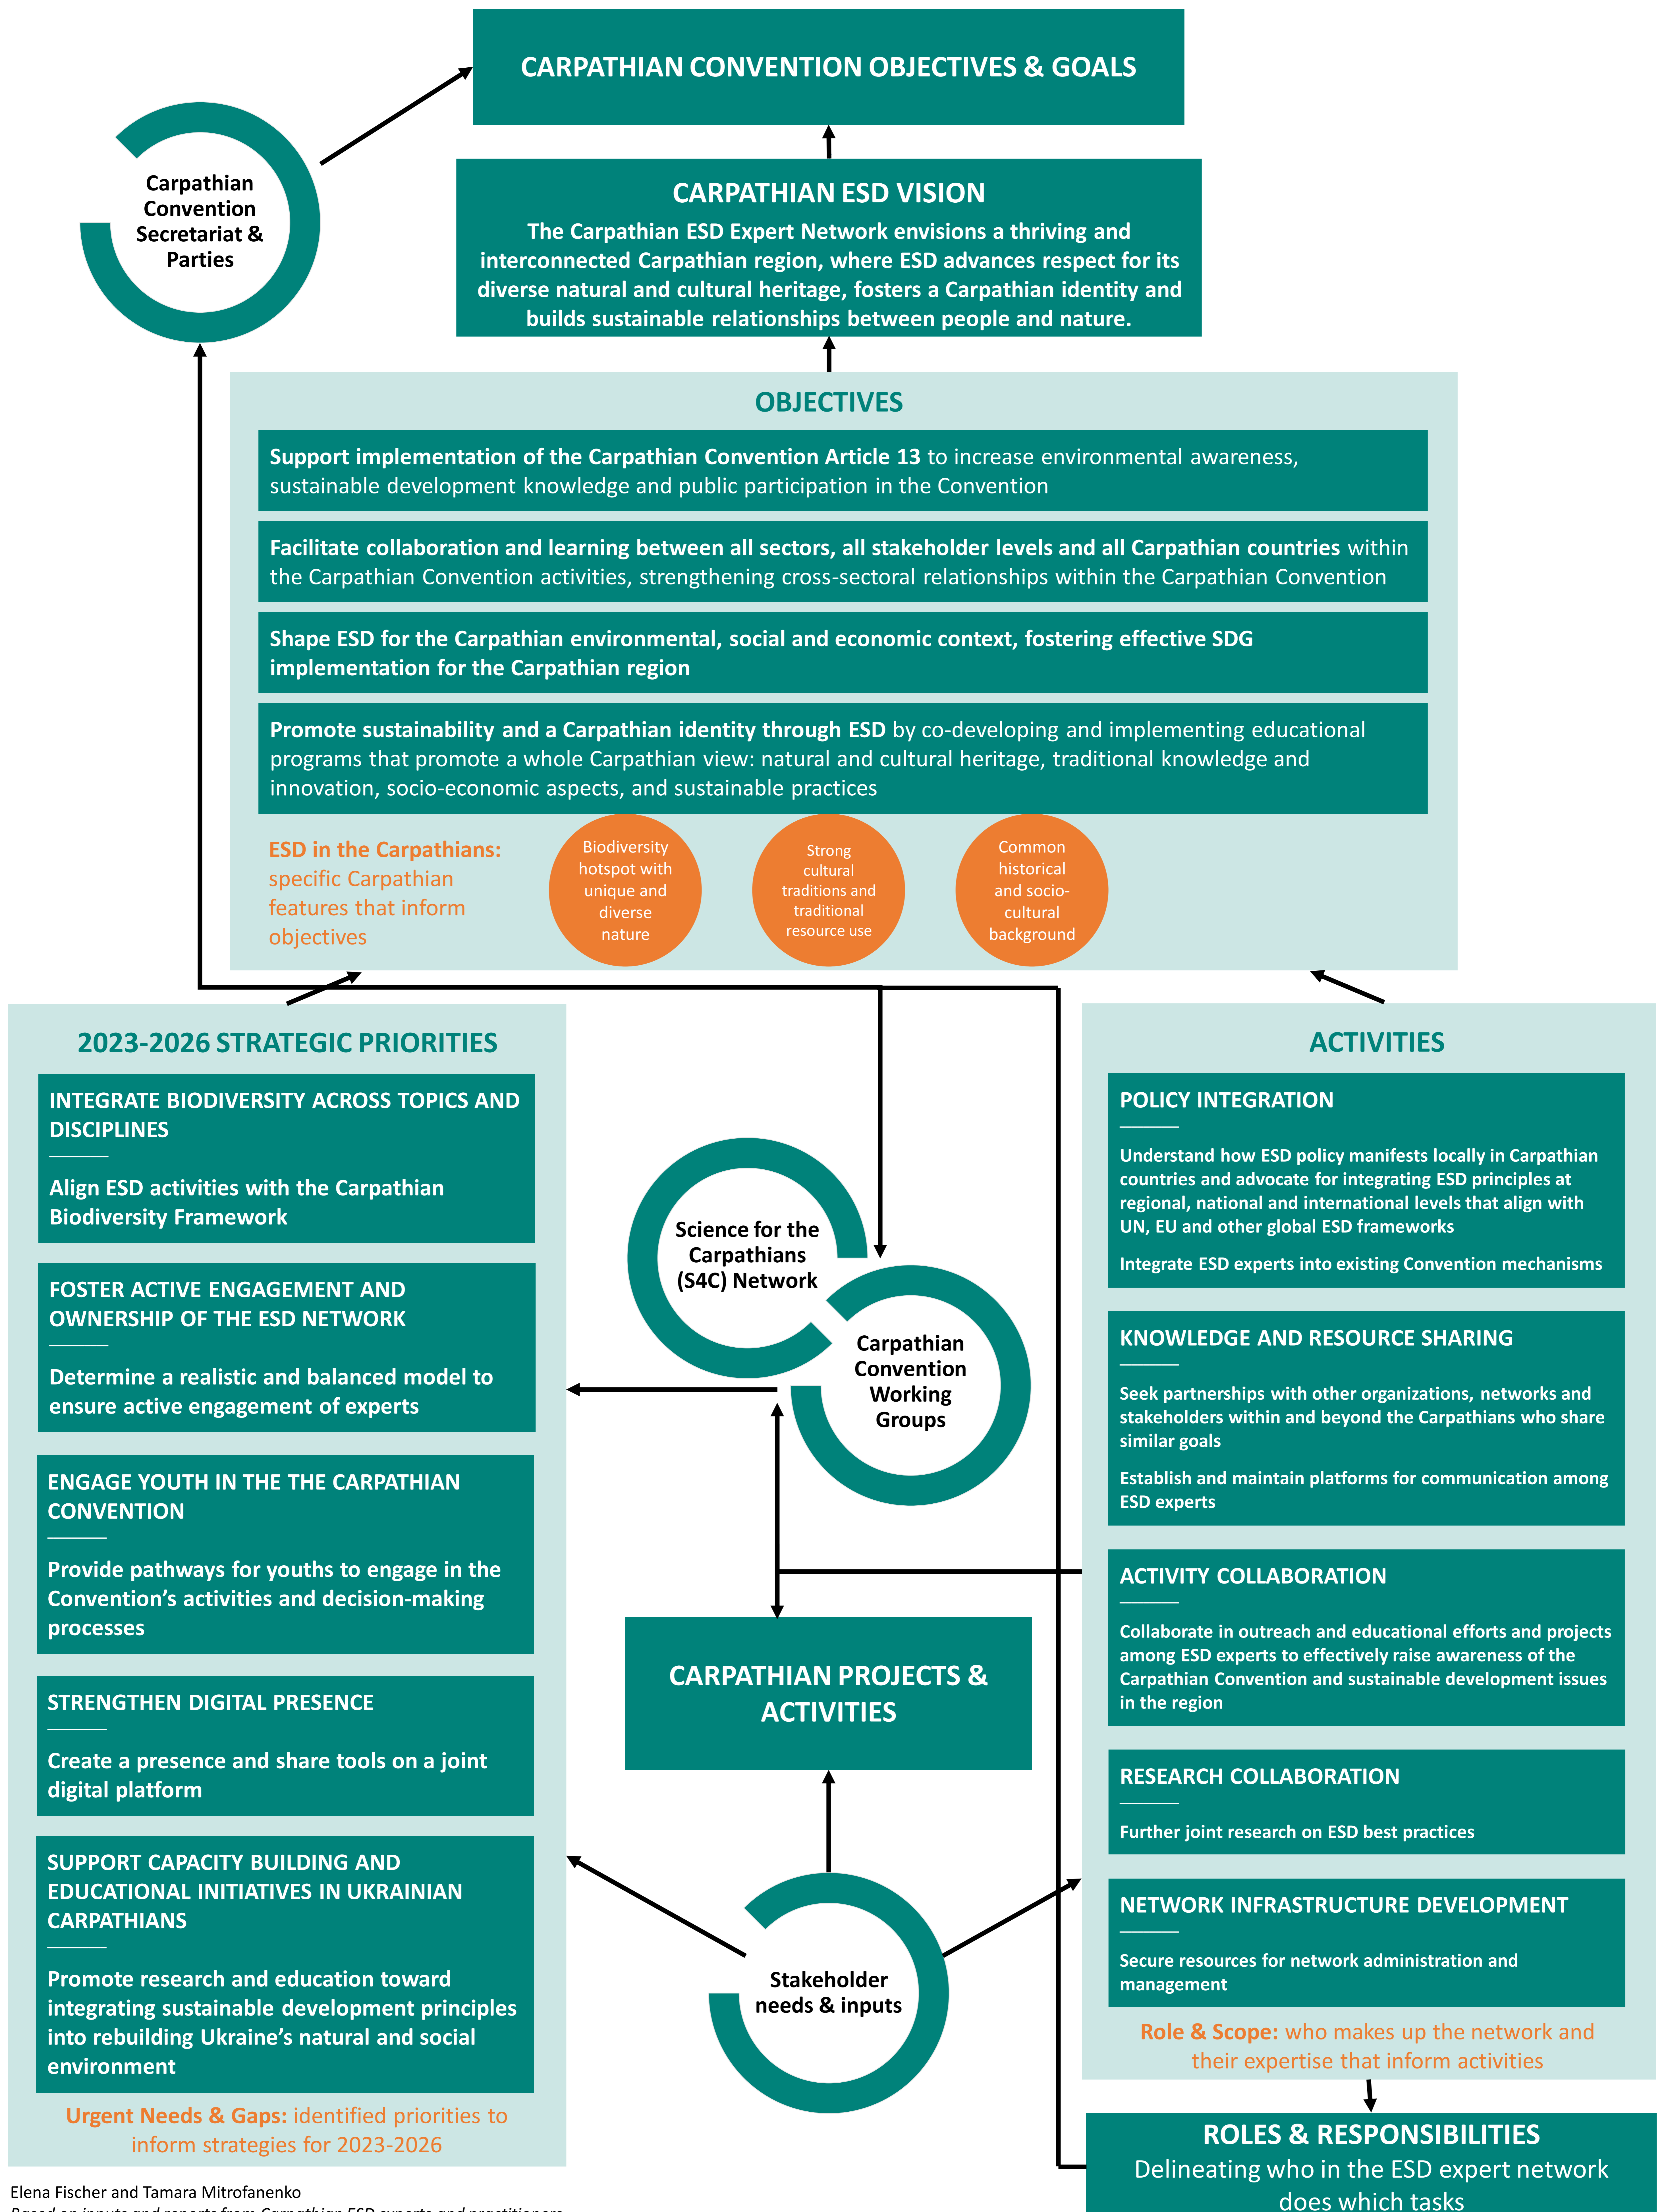 CARPATHIAN CONVENTION OBJECTIVES & GOALS
Carpathian
Convention
Secretariat &
Parties
CARPATHIAN ESD VISION
The Carpathian ESD Expert Network envisions a thriving and
interconnected Carpathian region, where ESD advances respect for its
diverse natural and cultural heritage, fosters a Carpathian identity and
builds sustainable relationships between people and nature.
OBJECTIVES
Support implementation of the Carpathian Convention Article 13 to increase environmental awareness,
sustainable development knowledge and public participation in the Convention
Facilitate collaboration and learning between all sectors, all stakeholder levels and all Carpathian countries within
the Carpathian Convention activities, strengthening cross-sectoral relationships within the Carpathian Convention
Shape ESD for the Carpathian environmental, social and economic context, fostering effective SDG
implementation for the Carpathian region
Promote sustainability and a Carpathian identity through ESD by co-developing and implementing educational
programs that promote a whole Carpathian view: natural and cultural heritage, traditional knowledge and
innovation, socio-economic aspects, and sustainable practices
ESD in the Carpathians:
specific Carpathian
features that inform
objectives
Biodiversity
hotspot with
unique and
diverse
nature
Strong
cultural
traditions and
traditional
resource use
Common
historical
and socio-
cultural
background
2023-2026 STRATEGIC PRIORITIES
INTEGRATE BIODIVERSITY ACROSS TOPICS AND
DISCIPLINES
Align ESD activities with the Carpathian
Biodiversity Framework
FOSTER ACTIVE ENGAGEMENT AND
OWNERSHIP OF THE ESD NETWORK
Determine a realistic and balanced model to
ensure active engagement of experts
ENGAGE YOUTH IN THE THE CARPATHIAN
CONVENTION
Provide pathways for youths to engage in the
Convention's activities and decision-making
processes
STRENGTHEN DIGITAL PRESENCE
Create a presence and share tools on a joint
digital platform
SUPPORT CAPACITY BUILDING AND
EDUCATIONAL INITIATIVES IN UKRAINIAN
CARPATHIANS
Promote research and education toward
integrating sustainable development principles
into rebuilding Ukraine's natural and social
environment
Urgent Needs & Gaps: identified priorities to
inform strategies for 2023-2026
Science for the
Carpathians
(S4C) Network
Carpathian
Convention
Working
Groups
CARPATHIAN PROJECTS &
ACTIVITIES
Stakeholder
needs & inputs
ACTIVITIES
POLICY INTEGRATION
Understand how ESD policy manifests locally in Carpathian
countries and advocate for integrating ESD principles at
regional, national and international levels that align with
UN, EU and other global ESD frameworks
Integrate ESD experts into existing Convention mechanisms
KNOWLEDGE AND RESOURCE SHARING
Seek partnerships with other organizations, networks and
stakeholders within and beyond the Carpathians who share
similar goals
Establish and maintain platforms for communication among
ESD experts
ACTIVITY COLLABORATION
Collaborate in outreach and educational efforts and projects
among ESD experts to effectively raise awareness of the
Carpathian Convention and sustainable development issues
in the region
RESEARCH COLLABORATION
Further joint research on ESD best practices
NETWORK INFRASTRUCTURE DEVELOPMENT
Secure resources for network administration and
management
Role & Scope: who makes up the network and
their expertise that inform activities
ROLES & RESPONSIBILITIES
Delineating who in the ESD expert network
does which tasks
Elena Fischer and Tamara Mitrofanenko
Based on inputs and reports from Carpathian ESD experts and practitioners